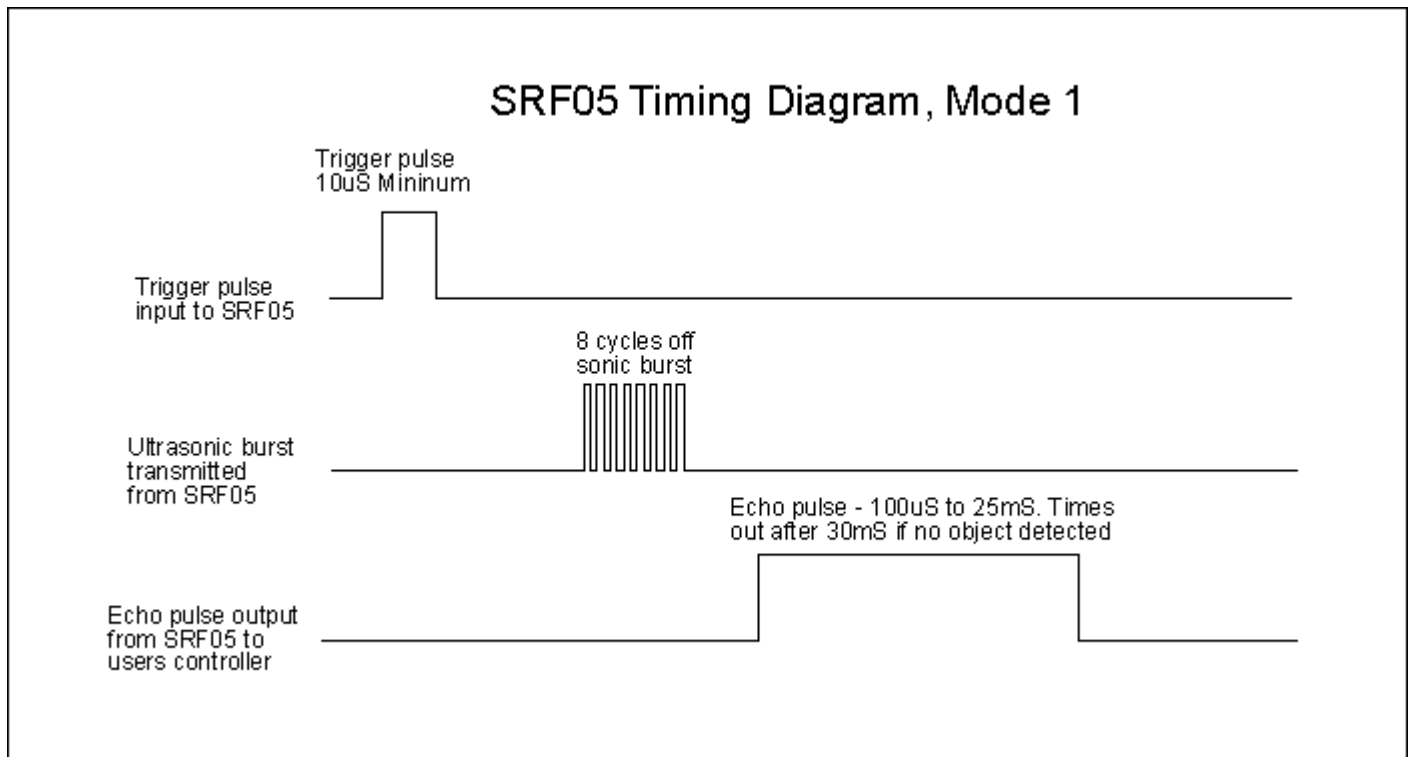 SRF05 Timing Diagram, Mode 1
Trigger pulse
10uS Mininum
Trigger pulse
input to SRF05
8 cycles off
sonic burst
Ultrasonic burst
transmitted
from SRF05
Echo pulse - 100uS to 25mS. Times
out after 30mS if no object detected
Echo pulse output
from SRF05 to
users controller